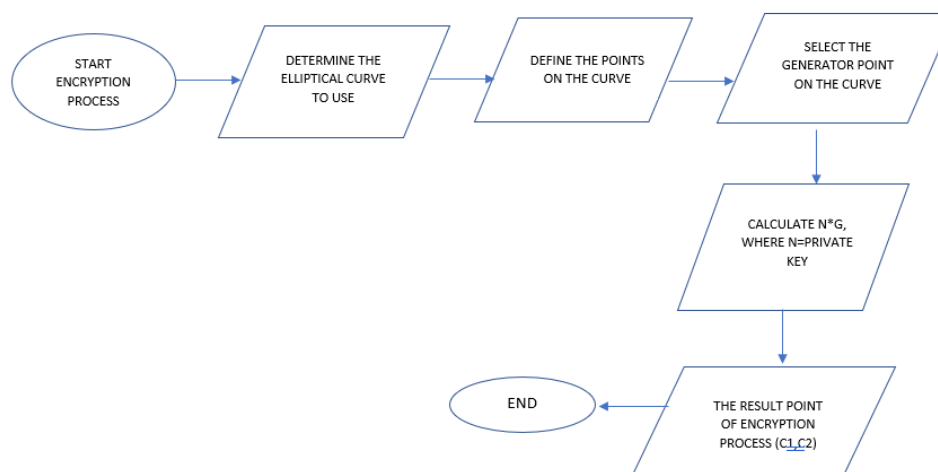 START
ENCRYPTION
PROCESS
DETERMINE THE
ELLIPTICAL CURVE
TO USE
DEFINE THE POINTS
ON THE CURVE
SELECT THE
GENERATOR POINT
ON THE CURVE
CALCULATE N*G,
WHERE N=PRIVATE
KEY
THE RESULT POINT
OF ENCRYPTION
PROCESS (C1,C2)
END